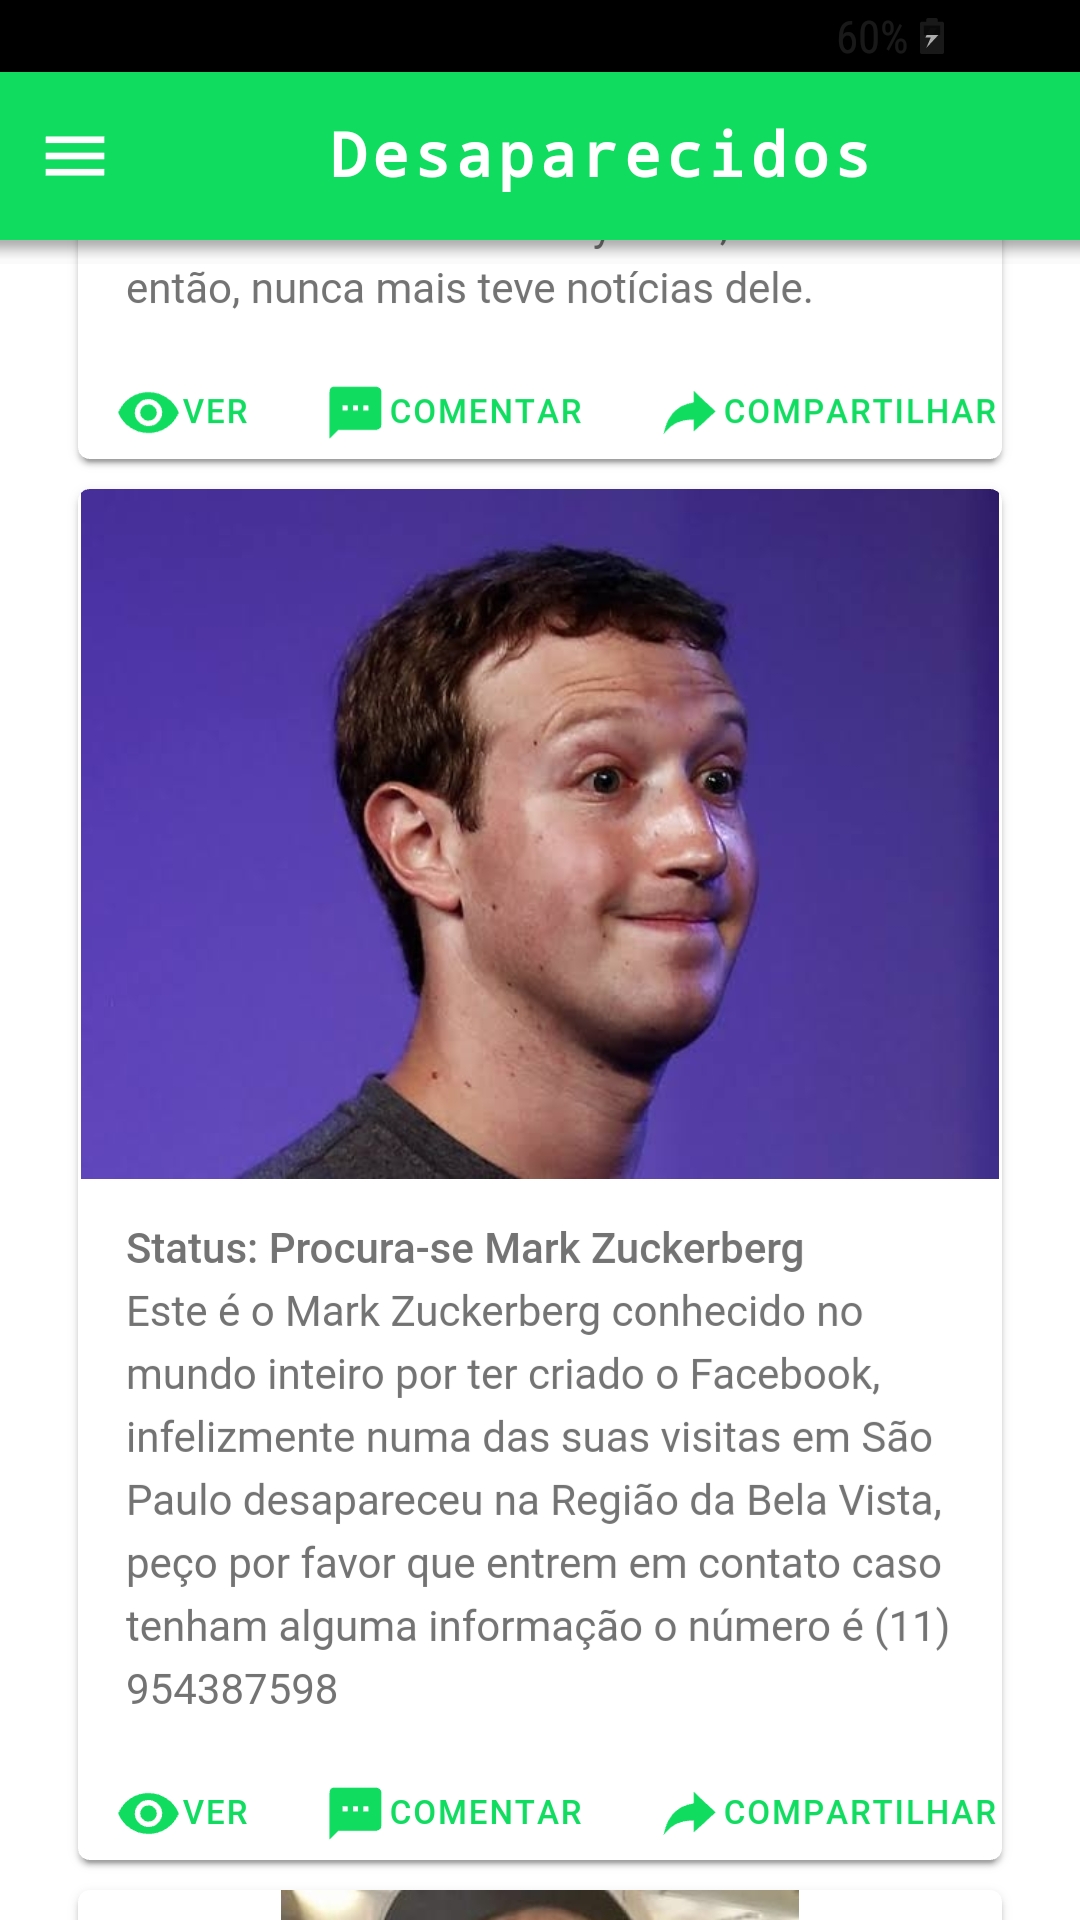 60%
Desaparecidos
então, nunca mais teve notícias dele.
VER COMENTAR COMPARTILHAR
Status: Procura-se Mark Zuckerberg
Este é o Mark Zuckerberg conhecido no
mundo inteiro por ter criado o Facebook,
infelizmente numa das suas visitas em São
Paulo desapareceu na Região da Bela Vista,
peço por favor que entrem em contato caso
tenham alguma informação o número é (11)
954387598
VER COMENTAR COMPARTILHAR